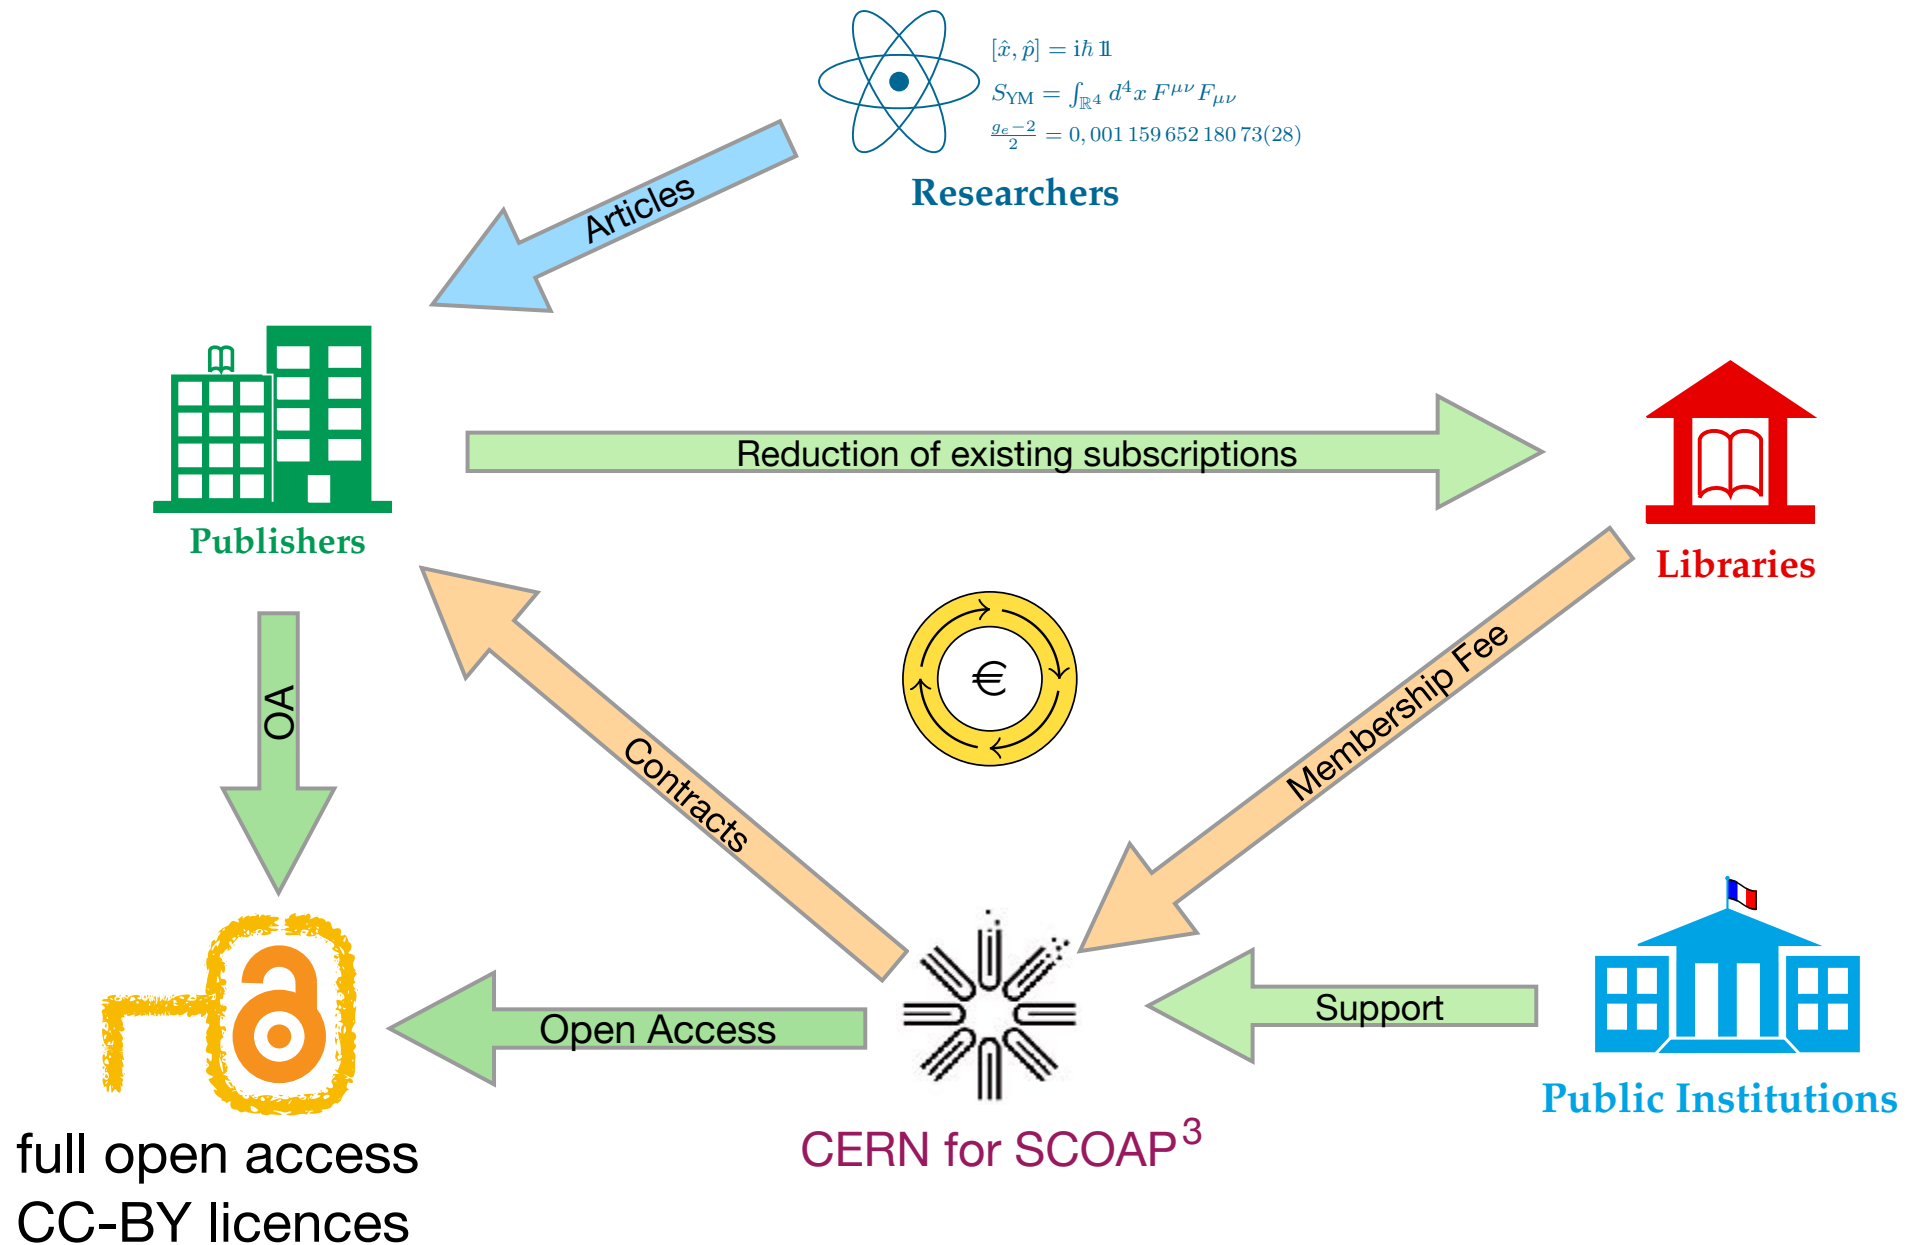 [x̂, p̂] = iℏ 𝟙
S_YM = ∫_ℝ⁴ d⁴x F^μν F_μν
(g_e−2)/2 = 0, 001 159 652 180 73(28)
Researchers
Articles
Publishers
Reduction of existing subscriptions
Libraries
OA
Contracts
€
Membership Fee
Open Access
Support
Public Institutions
CERN for SCOAP³
full open access
CC-BY licences